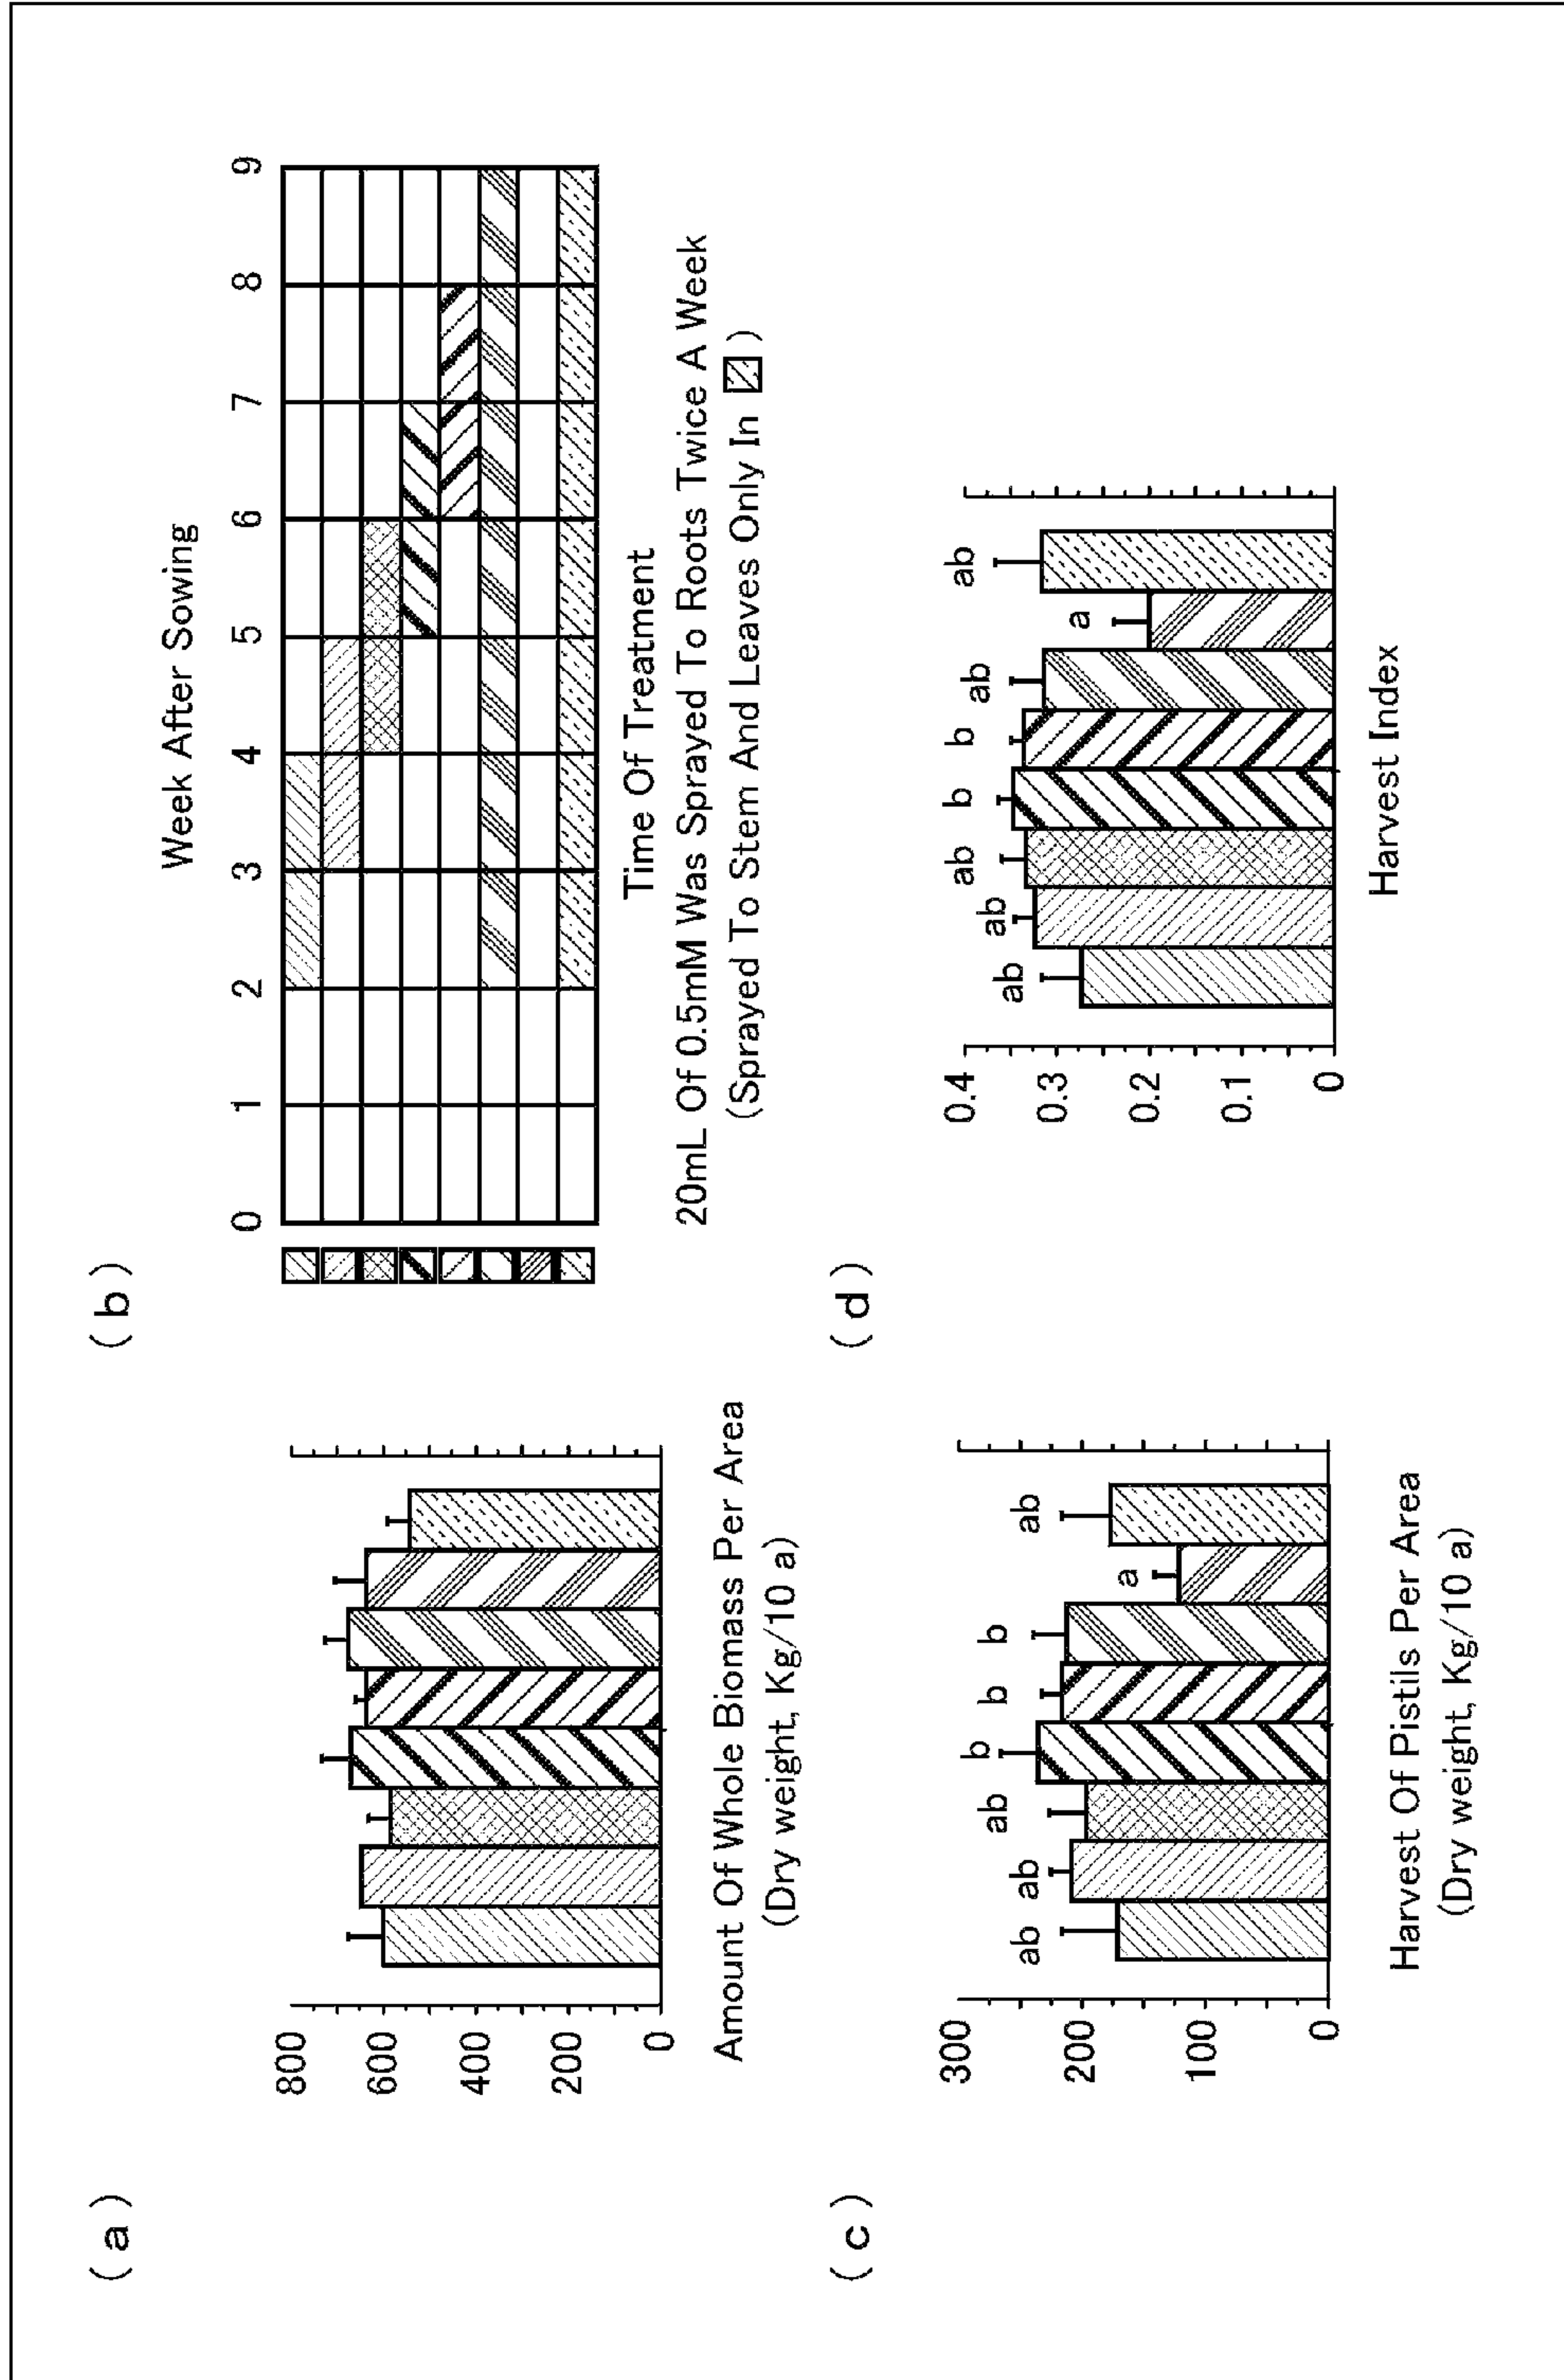 (a)
800
600
400
200
0
Amount Of Whole Biomass Per Area
(Dry weight, Kg/10 a)
(b)
Week After Sowing
0 1 2 3 4 5 6 7 8 9
Time Of Treatment
20mL Of 0.5mM Was Sprayed To Roots Twice A Week
(Sprayed To Stem And Leaves Only In )
(c)
300
200
100
0
ab ab ab b b b a ab
Harvest Of Pistils Per Area
(Dry weight, Kg/10 a)
(d)
0.4
0.3
0.2
0.1
0
ab ab ab b b ab a ab
Harvest Index